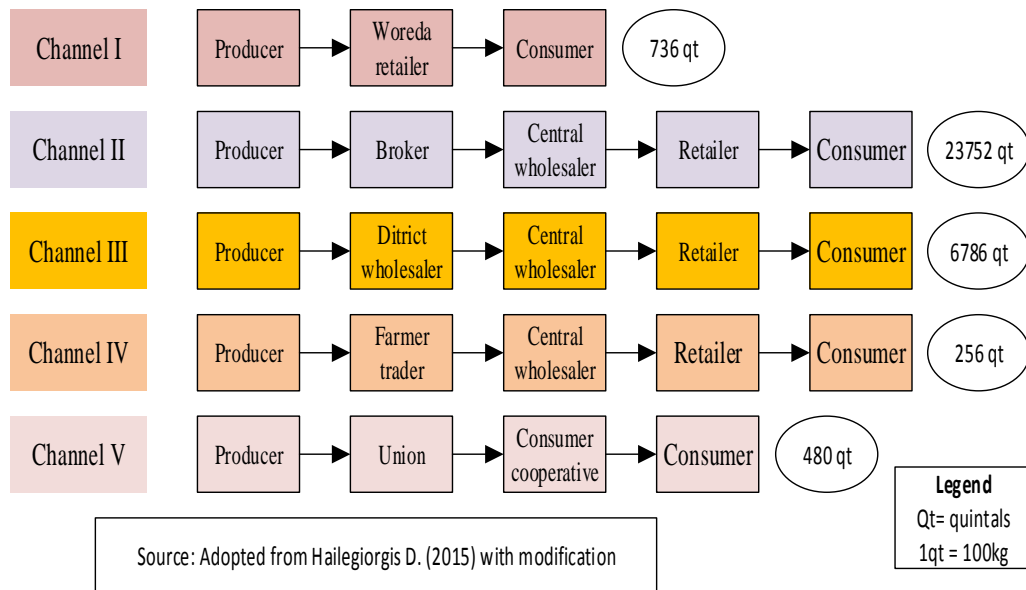 Channel I
Producer
Woreda
retailer
Consumer
736 qt
Channel II
Producer
Broker
Central
wholesaler
Retailer
Consumer
23752 qt
Channel III
Producer
Ditrict
wholesaler
Central
wholesaler
Retailer
Consumer
6786 qt
Channel IV
Producer
Farmer
trader
Central
wholesaler
Retailer
Consumer
256 qt
Channel V
Producer
Union
Consumer
cooperative
Consumer
480 qt
Legend
Qt= quintals
1qt = 100kg
Source: Adopted from Hailegiorgis D. (2015) with modification